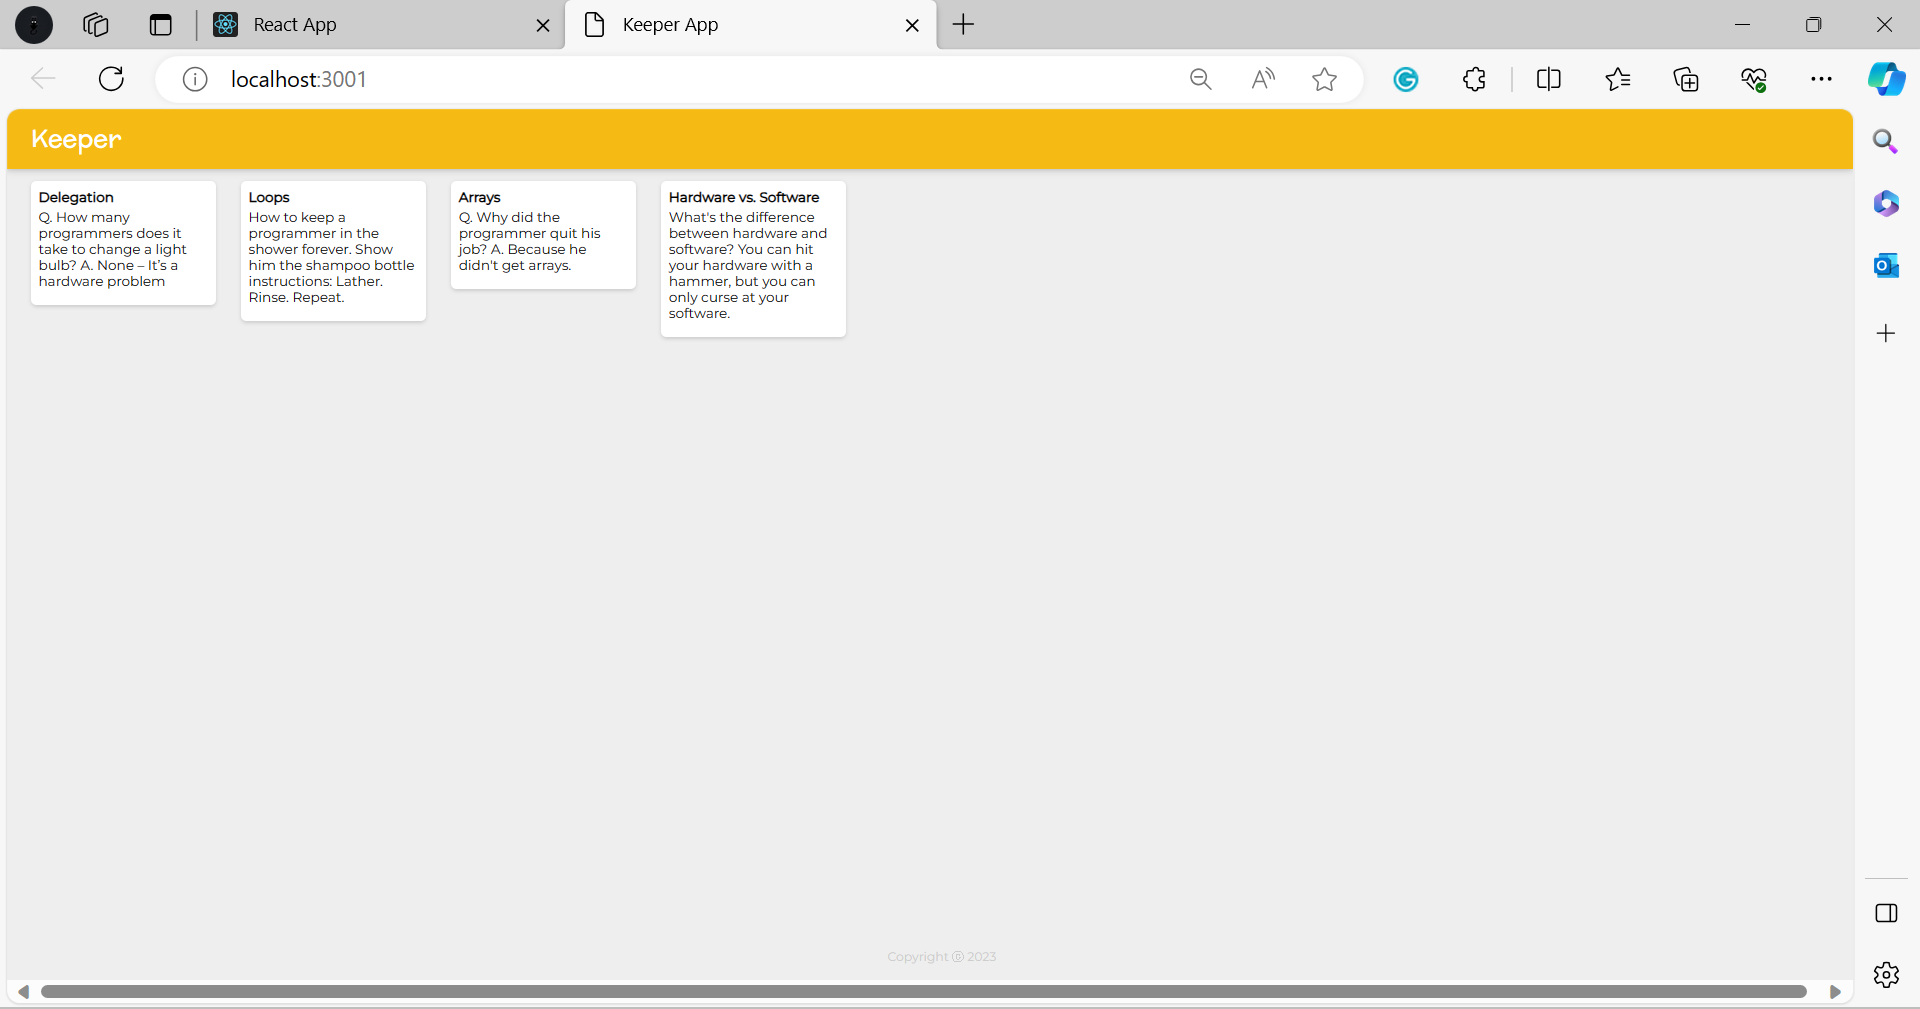 React App
Keeper App
localhost:3001
Keeper
Delegation
Q. How many
programmers does it
take to change a light
bulb? A. None – It’s a
hardware problem
Loops
How to keep a
programmer in the
shower forever. Show
him the shampoo bottle
instructions: Lather.
Rinse. Repeat.
Arrays
Q. Why did the
programmer quit his
job? A. Because he
didn't get arrays.
Hardware vs. Software
What's the difference
between hardware and
software? You can hit
your hardware with a
hammer, but you can
only curse at your
software.
Copyright ⓒ 2023